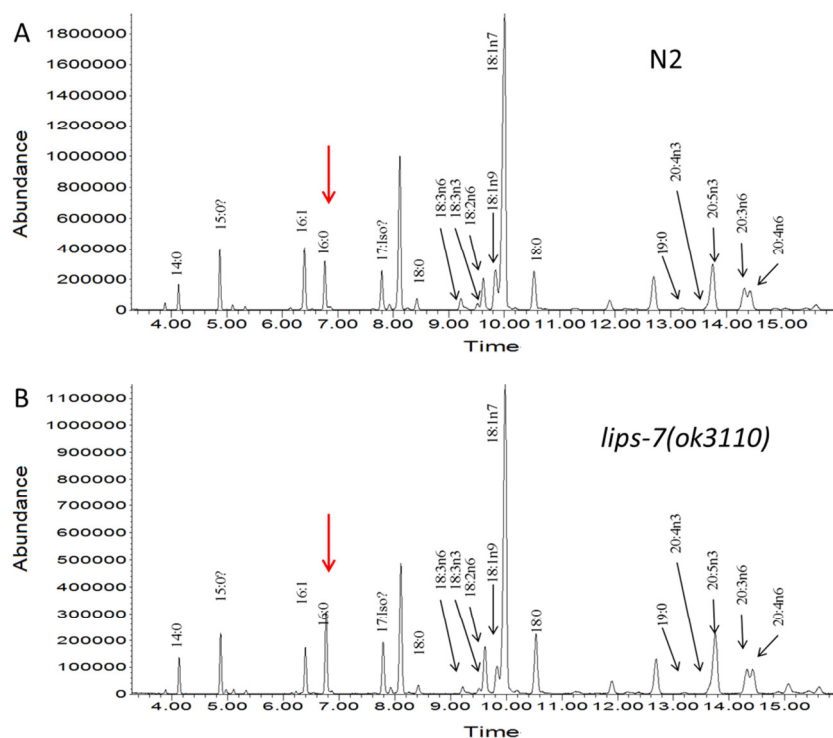 A
N2
Abundance
1800000
1600000
1400000
1200000
1000000
800000
600000
400000
200000
0
14:0
15:0?
16:1
16:0
17:Iso?
18:0
18:3n6
18:3n3
18:2n6
18:1n9
18:1n7
18:0
19:0
20:4n3
20:5n3
20:3n6
20:4n6
4.00 5.00 6.00 7.00 8.00 9.00 10.00 11.00 12.00 13.00 14.00 15.00
Time
B
lips-7(ok3110)
Abundance
1100000
1000000
900000
800000
700000
600000
500000
400000
300000
200000
100000
0
14:0
15:0?
16:1
16:0
17:Iso?
18:0
18:3n6
18:3n3
18:2n6
18:1n9
18:1n7
18:0
19:0
20:4n3
20:5n3
20:3n6
20:4n6
4.00 5.00 6.00 7.00 8.00 9.00 10.00 11.00 12.00 13.00 14.00 15.00
Time